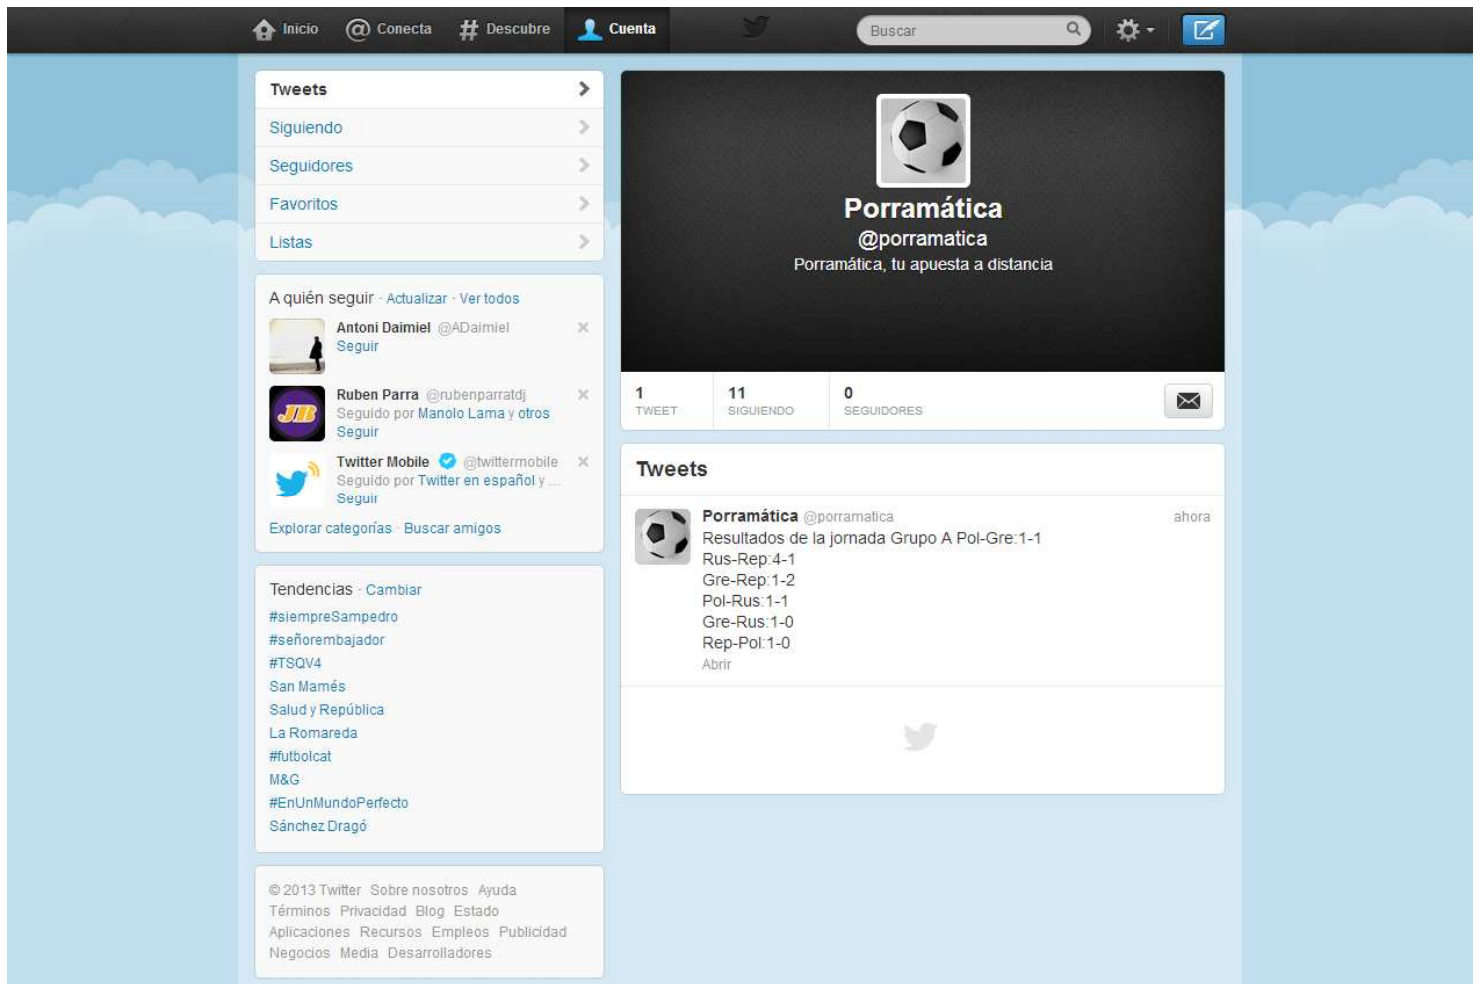 Inicio
Conecta
Descubre
Cuenta
Buscar
Tweets
Siguiendo
Seguidores
Favoritos
Listas
A quién seguir · Actualizar · Ver todos
Antoni Daimiel @ADaimiel
Seguir
JB
Ruben Parra @rubenparratdj
Seguido por Manolo Lama y otros
Seguir
Twitter Mobile @twittermobile
Seguido por Twitter en español y ...
Seguir
Explorar categorías · Buscar amigos
Tendencias · Cambiar
#siempreSampedro
#señorembajador
#TSQV4
San Mamés
Salud y República
La Romareda
#futbolcat
M&G
#EnUnMundoPerfecto
Sánchez Dragó
© 2013 Twitter Sobre nosotros Ayuda
Términos Privacidad Blog Estado
Aplicaciones Recursos Empleos Publicidad
Negocios Media Desarrolladores
Porramática
@porramatica
Porramática, tu apuesta a distancia
1
TWEET
11
SIGUIENDO
0
SEGUIDORES
Tweets
Porramática @porramatica ahora
Resultados de la jornada Grupo A Pol-Gre:1-1
Rus-Rep:4-1
Gre-Rep:1-2
Pol-Rus:1-1
Gre-Rus:1-0
Rep-Pol:1-0
Abrir